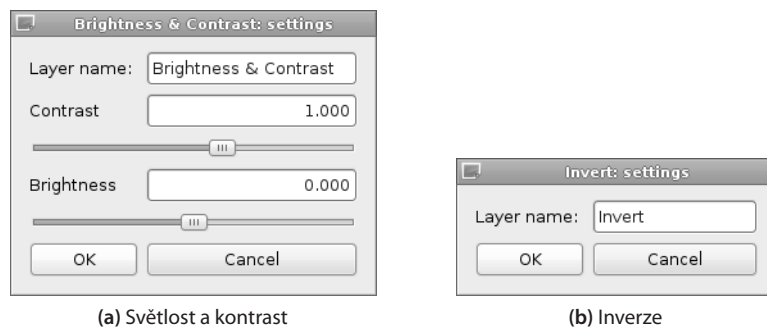 Brightness & Contrast: settings
Layer name: Brightness & Contrast
Contrast 1.000
Brightness 0.000
OK Cancel
(a) Světlost a kontrast
Invert: settings
Layer name: Invert
OK Cancel
(b) Inverze